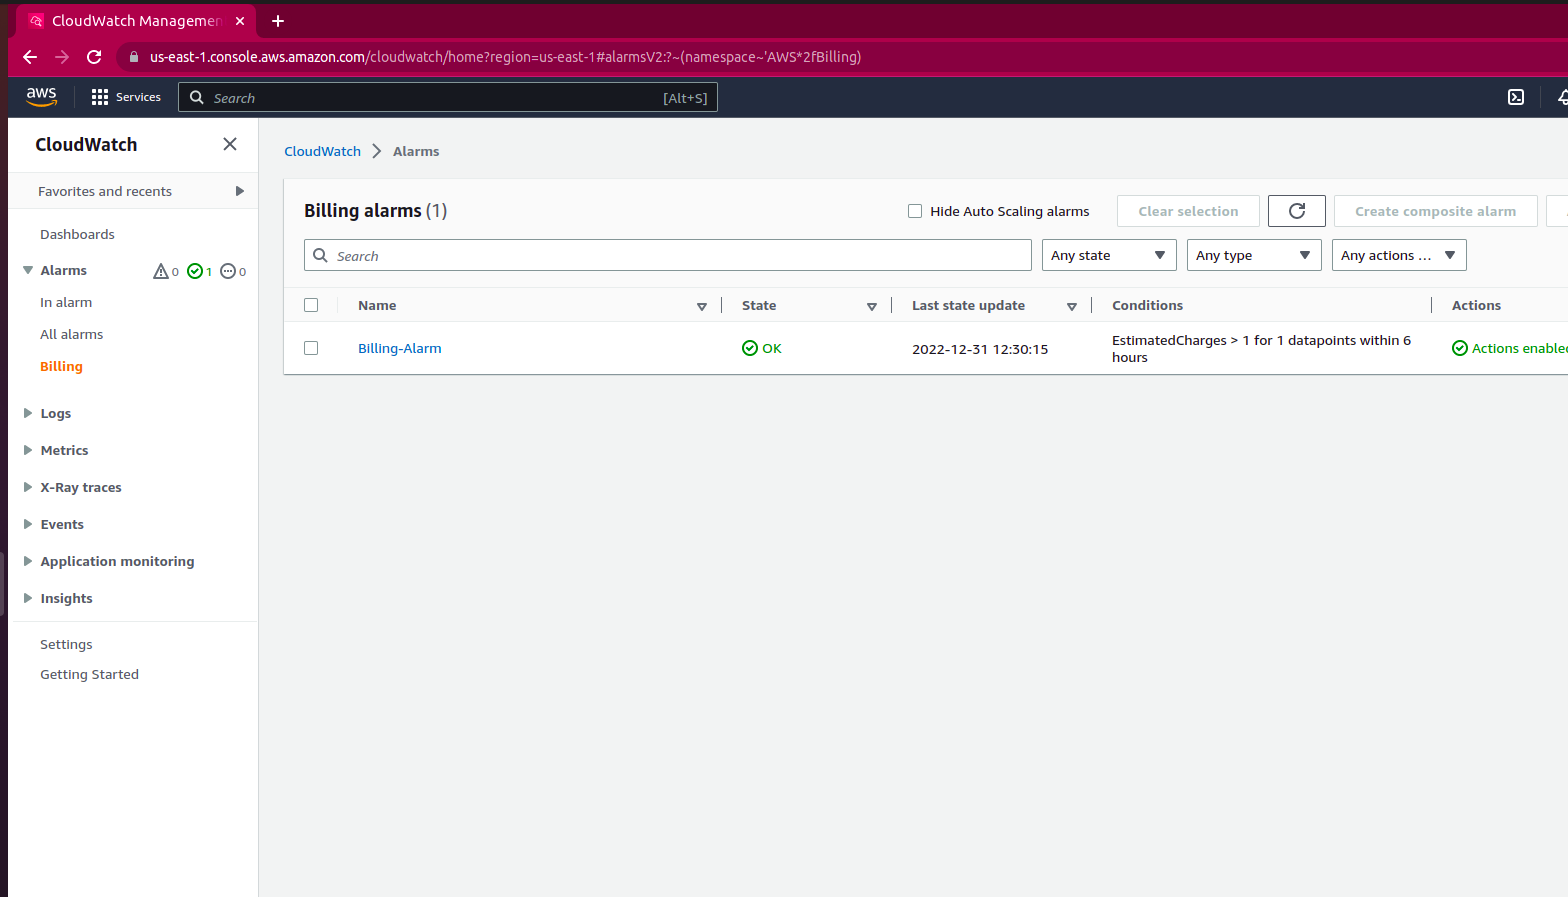 CloudWatch Managemen
us-east-1.console.aws.amazon.com/cloudwatch/home?region=us-east-1#alarmsV2:?~(namespace~'AWS*2fBilling)
aws
Services
Search
[Alt+S]
CloudWatch
Favorites and recents
Dashboards
Alarms
0
1
0
In alarm
All alarms
Billing
Logs
Metrics
X-Ray traces
Events
Application monitoring
Insights
Settings
Getting Started
CloudWatch
Alarms
Billing alarms (1)
Hide Auto Scaling alarms
Clear selection
Create composite alarm
Search
Any state
Any type
Any actions ...
Name
State
Last state update
Conditions
Actions
Billing-Alarm
OK
2022-12-31 12:30:15
EstimatedCharges > 1 for 1 datapoints within 6
hours
Actions enabled